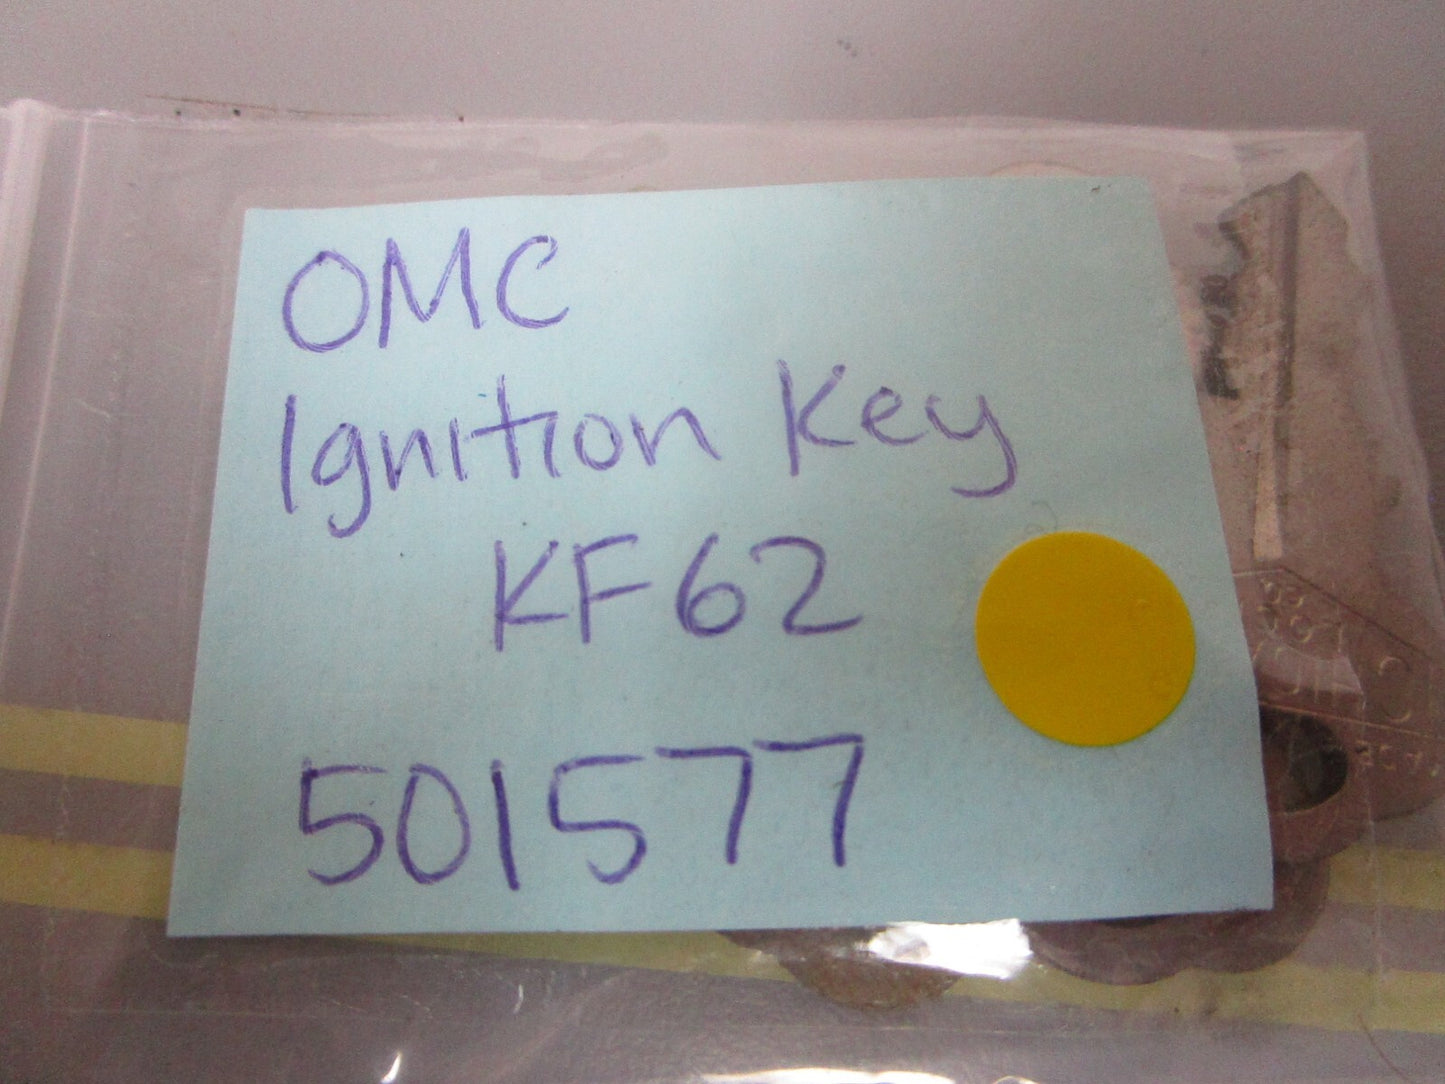 OMC
Ignition Key
KF62
501577